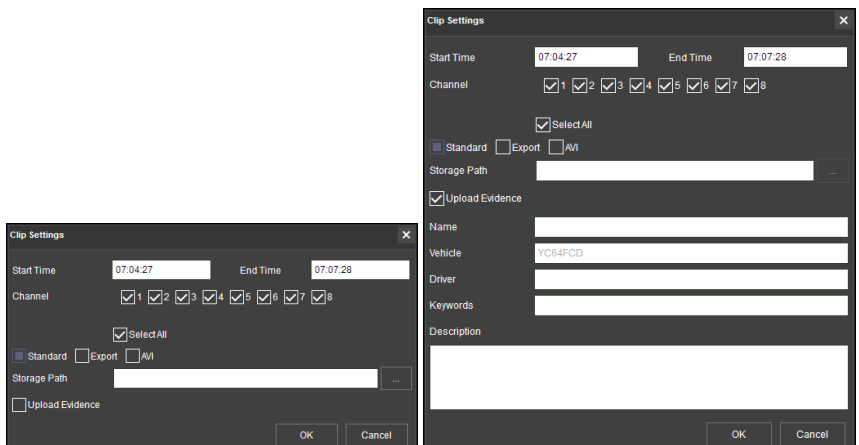 Clip Settings
Start Time 07:04:27 End Time 07:07:28
Channel 1 2 3 4 5 6 7 8
Select All
Standard Export AVI
Storage Path ...
Upload Evidence
OK Cancel
Clip Settings
Start Time 07:04:27 End Time 07:07:28
Channel 1 2 3 4 5 6 7 8
Select All
Standard Export AVI
Storage Path ...
Upload Evidence
Name
Vehicle YC64FCD
Driver
Keywords
Description
OK Cancel